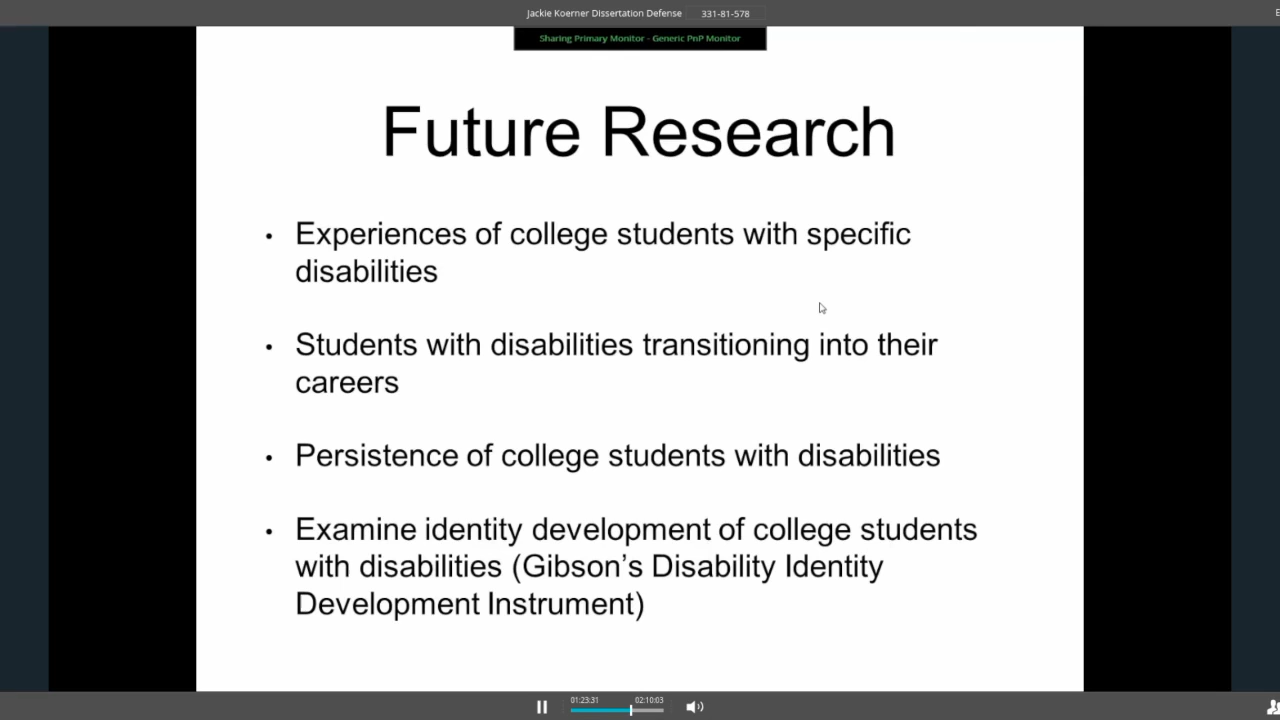 Jackie Koerner Dissertation Defense 331-81-578
E
Sharing Primary Monitor - Generic PnP Monitor
Future Research
• Experiences of college students with specific
disabilities
• Students with disabilities transitioning into their
careers
• Persistence of college students with disabilities
• Examine identity development of college students
with disabilities (Gibson’s Disability Identity
Development Instrument)
01:23:31 02:10:03